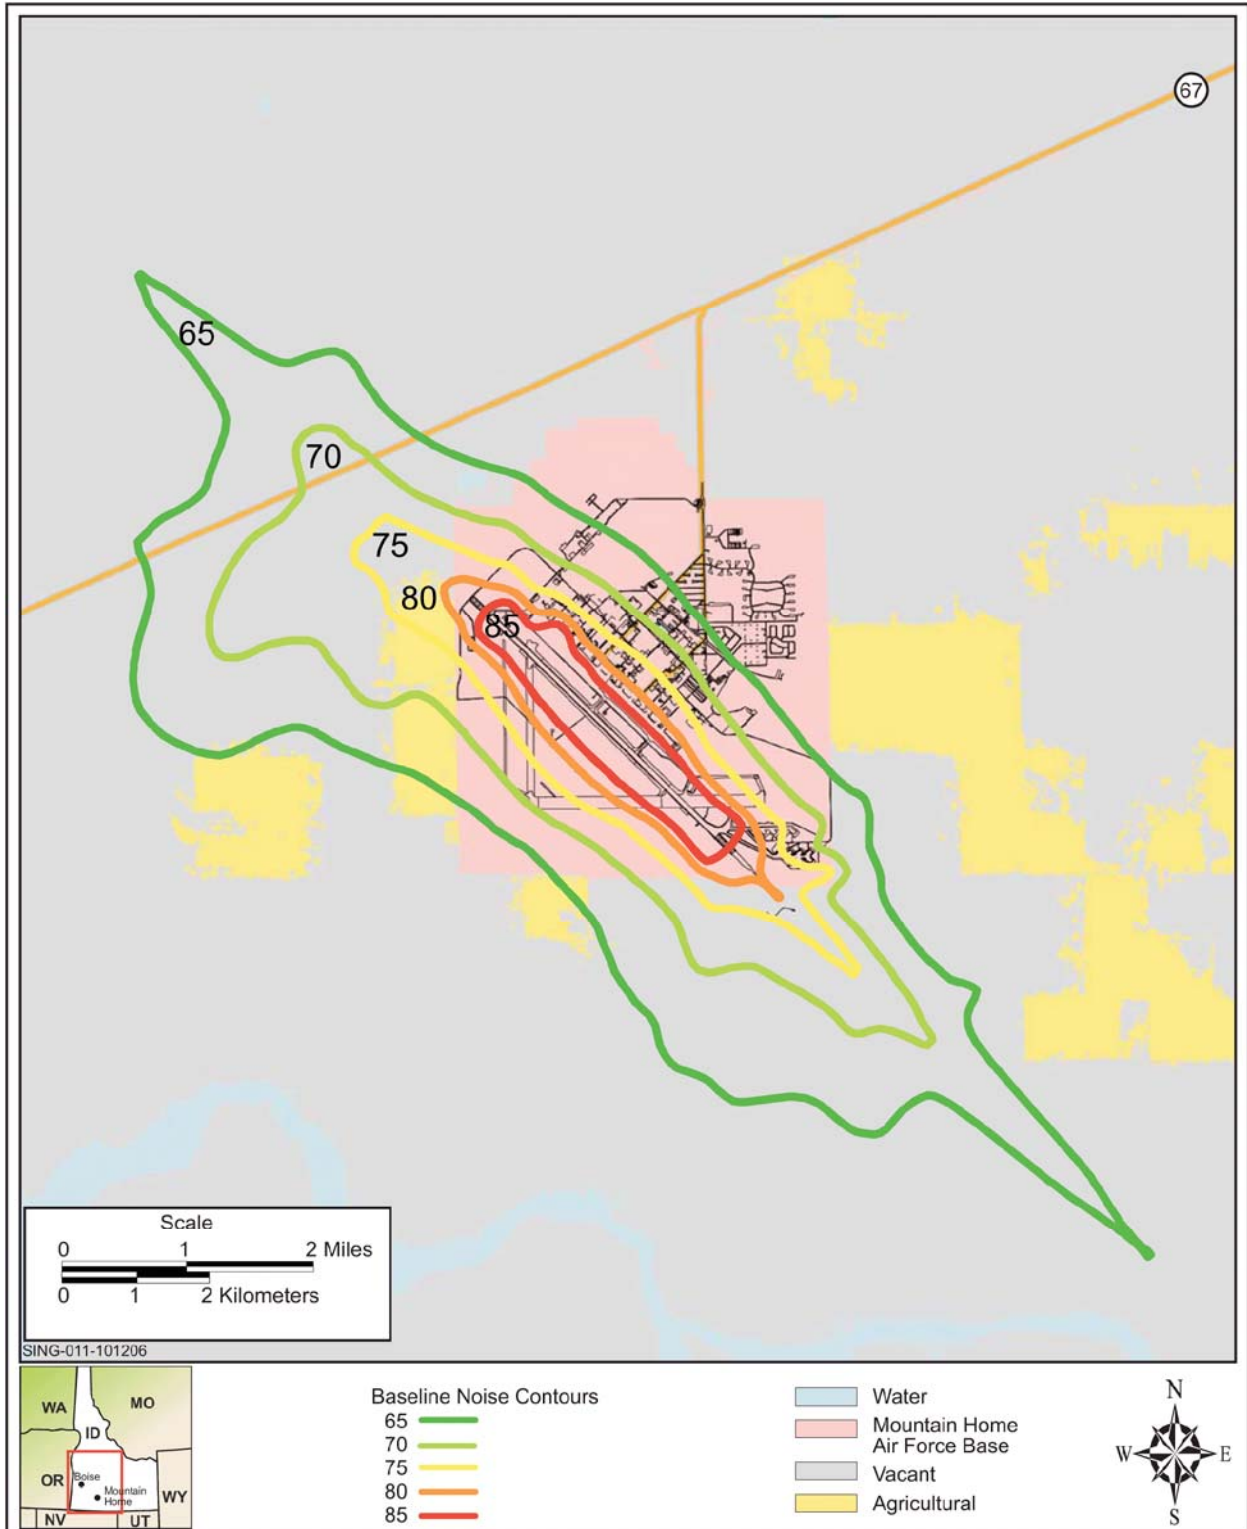 67
65
70
75
80
85
Scale
0 1 2 Miles
0 1 2 Kilometers
SING-011-101206
WA
MO
ID
OR
Boise
Mountain
Home
WY
NV
UT
Baseline Noise Contours
65
70
75
80
85
Water
Mountain Home
Air Force Base
Vacant
Agricultural
N
W E
S